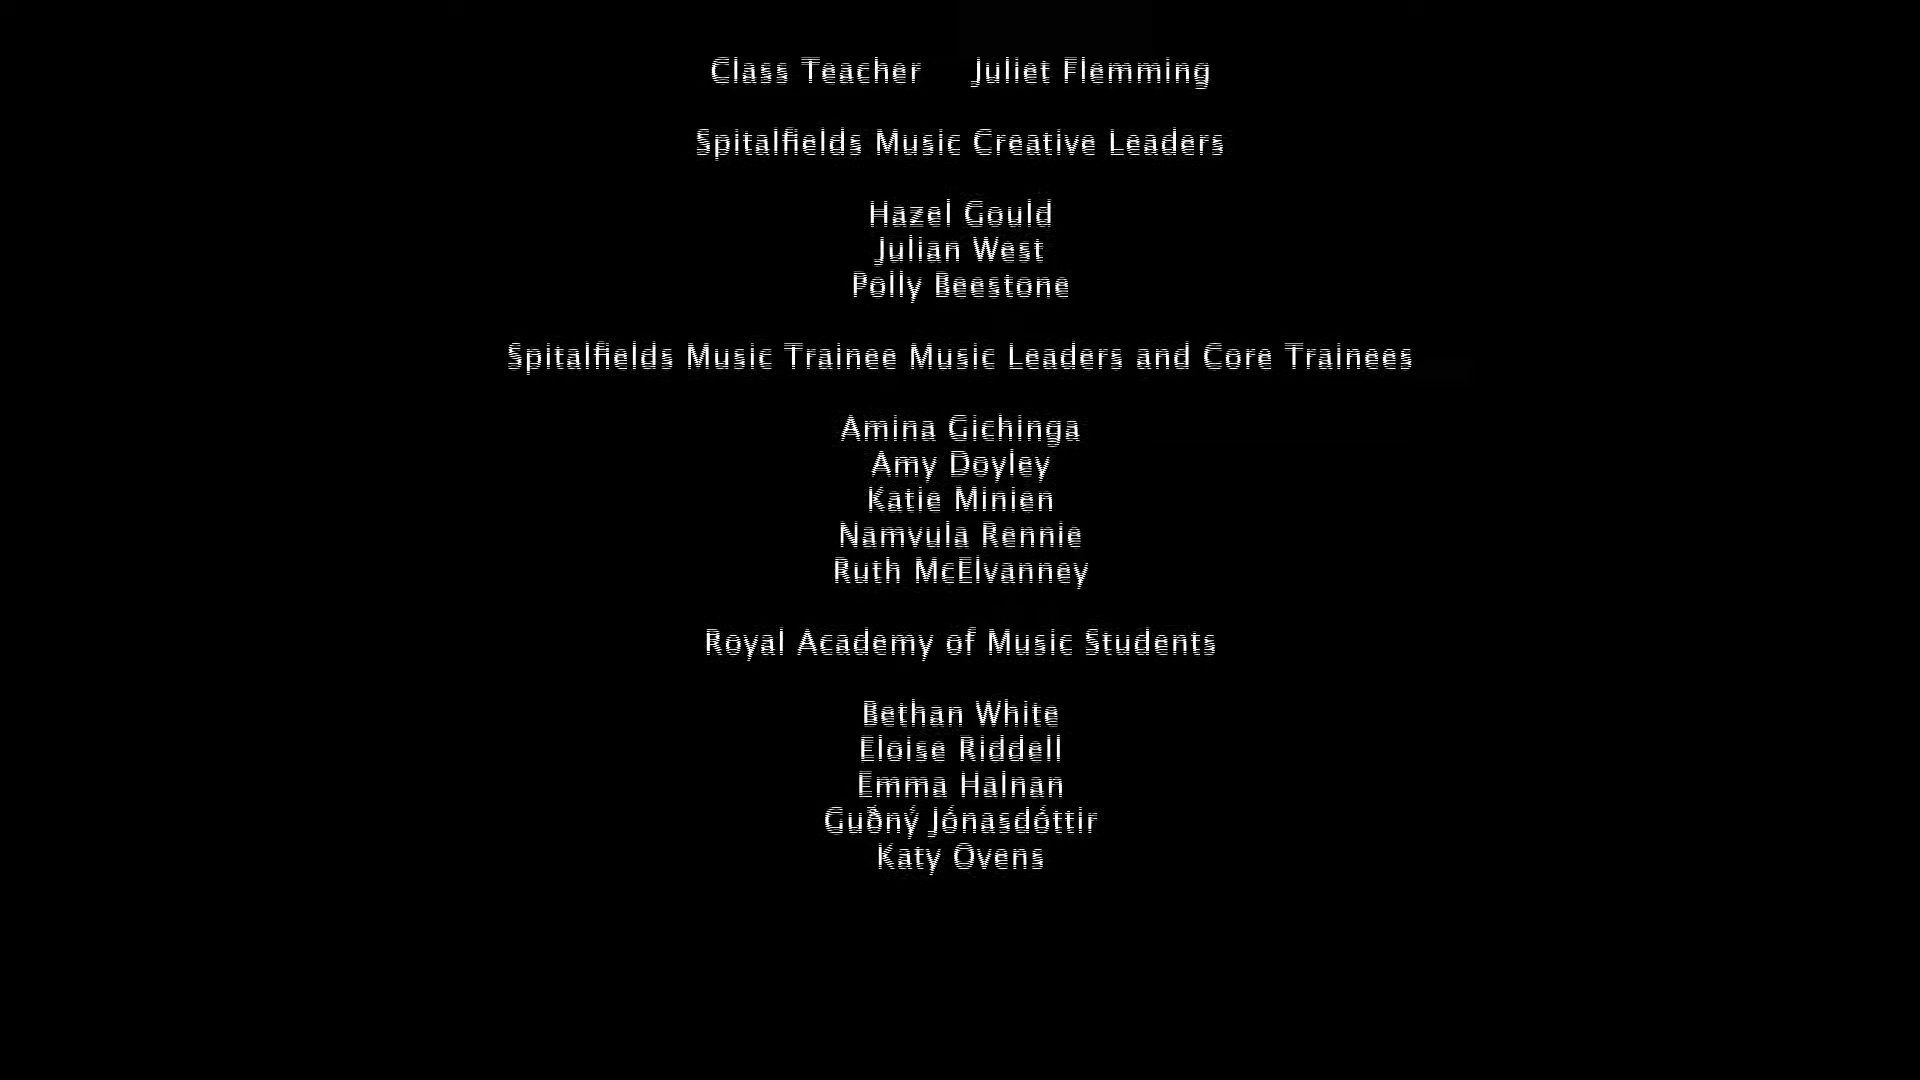 Class Teacher Juliet Flemming
Spitalfields Music Creative Leaders
Hazel Gould
Julian West
Polly Beestone
Spitalfields Music Trainee Music Leaders and Core Trainees
Amina Gichinga
Amy Doyley
Katie Minien
Namvula Rennie
Ruth McElvanney
Royal Academy of Music Students
Bethan White
Eloise Riddell
Emma Halnan
Guðný Jónasdóttir
Katy Ovens